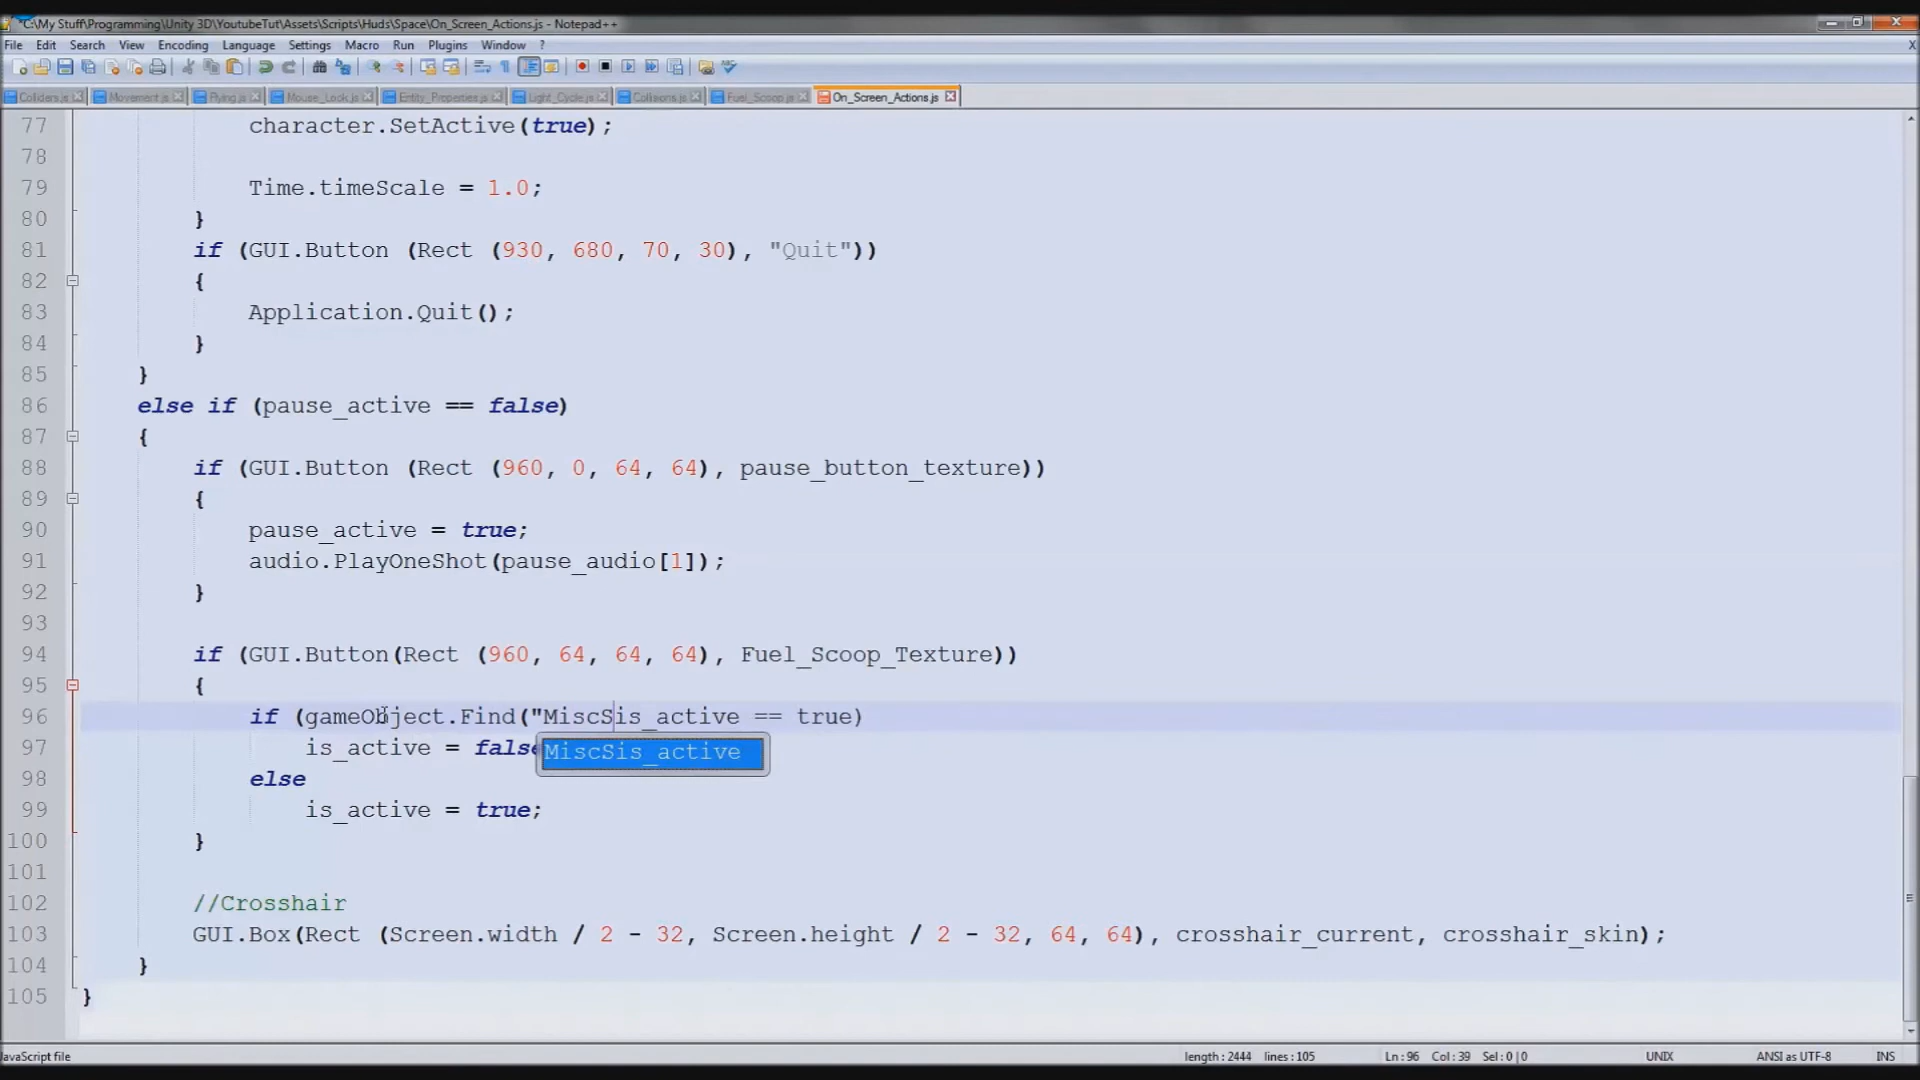 *C:\My Stuff\Programming\Unity 3D\YoutubeTut\Assets\Scripts\Huds\Space\On_Screen_Actions.js - Notepad++
File Edit Search View Encoding Language Settings Macro Run Plugins Window ? X
Colliders.js Movement.js Flying.js Mouse_Look.js Entity_Properties.js Light_Cycle.js Collisions.js Fuel_Scoop.js On_Screen_Actions.js
77 character.SetActive(true);
78
79 Time.timeScale = 1.0;
80 }
81 if (GUI.Button (Rect (930, 680, 70, 30), "Quit"))
82 {
83 Application.Quit();
84 }
85 }
86 else if (pause_active == false)
87 {
88 if (GUI.Button (Rect (960, 0, 64, 64), pause_button_texture))
89 {
90 pause_active = true;
91 audio.PlayOneShot(pause_audio[1]);
92 }
93
94 if (GUI.Button(Rect (960, 64, 64, 64), Fuel_Scoop_Texture))
95 {
96 if (gameObject.Find("MiscSis_active == true)
97 is_active = false
MiscSis_active
98 else
99 is_active = true;
100 }
101
102 //Crosshair
103 GUI.Box(Rect (Screen.width / 2 - 32, Screen.height / 2 - 32, 64, 64), crosshair_current, crosshair_skin);
104 }
105 }
JavaScript file length : 2444 lines : 105 Ln : 96 Col : 39 Sel : 0 | 0 UNIX ANSI as UTF-8 INS